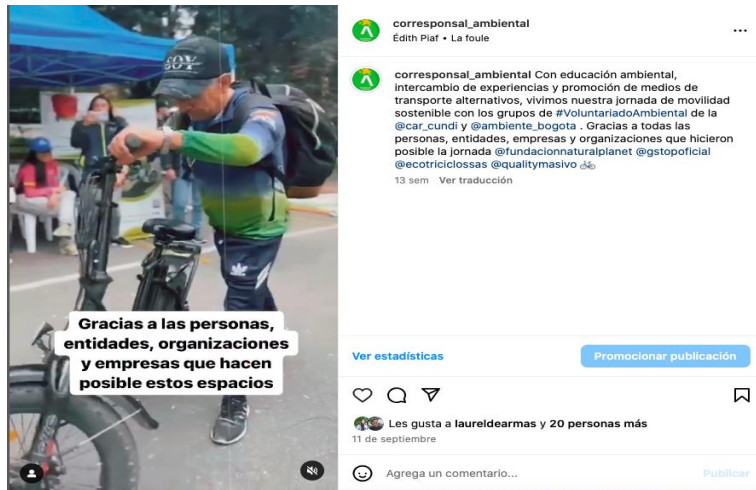 SOY
Gracias a las personas,
entidades, organizaciones
y empresas que hacen
posible estos espacios
corresponsal_ambiental
Édith Piaf • La foule
corresponsal_ambiental Con educación ambiental,
intercambio de experiencias y promoción de medios de
transporte alternativos, vivimos nuestra jornada de movilidad
sostenible con los grupos de #VoluntariadoAmbiental de la
@car_cundi y @ambiente_bogota . Gracias a todas las
personas, entidades, empresas y organizaciones que hicieron
posible la jornada @fundacionnaturalplanet @gstopoficial
@ecotriciclossas @qualitymasivo 🚲
13 sem Ver traducción
Ver estadísticas
Promocionar publicación
Les gusta a laureldearmas y 20 personas más
11 de septiembre
Agrega un comentario...
Publicar